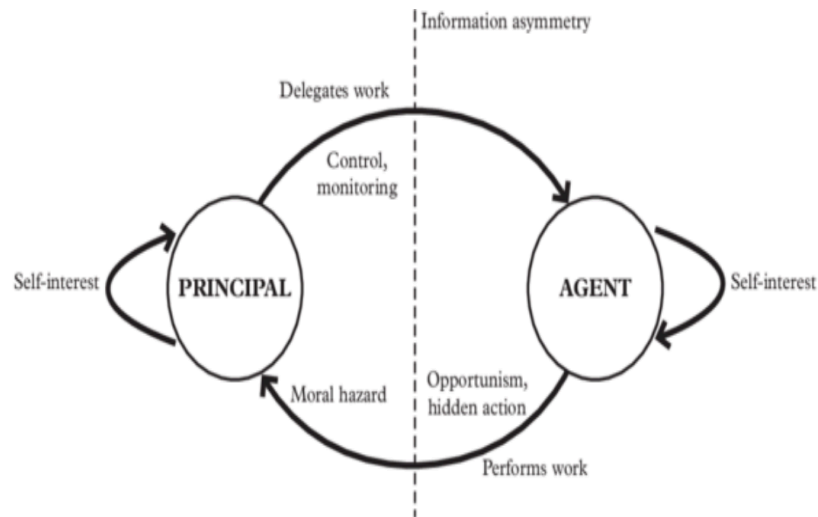 Information asymmetry
Delegates work
Control,
monitoring
Self-interest
PRINCIPAL
AGENT
Self-interest
Opportunism,
hidden action
Moral hazard
Performs work